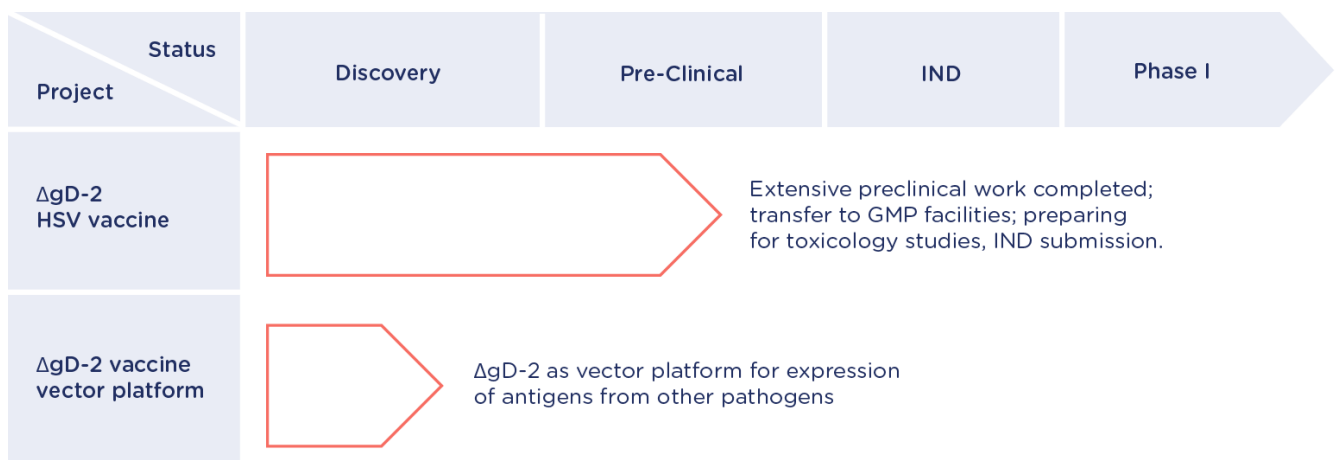 Status
Project
Discovery
Pre-Clinical
IND
Phase I
ΔgD-2
HSV vaccine
Extensive preclinical work completed;
transfer to GMP facilities; preparing
for toxicology studies, IND submission.
ΔgD-2 vaccine
vector platform
ΔgD-2 as vector platform for expression
of antigens from other pathogens